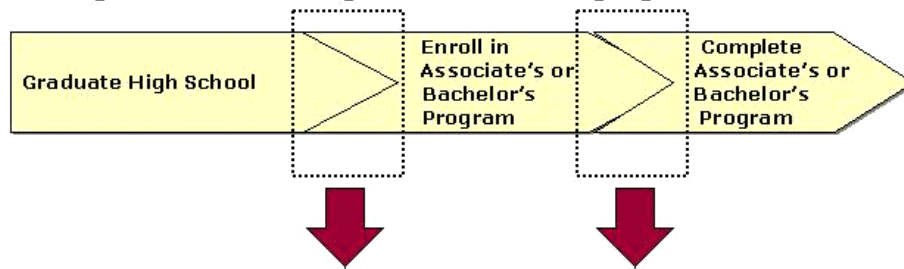 Graduate High School
Enroll in
Associate's or
Bachelor's
Program
Complete
Associate's or
Bachelor's
Program